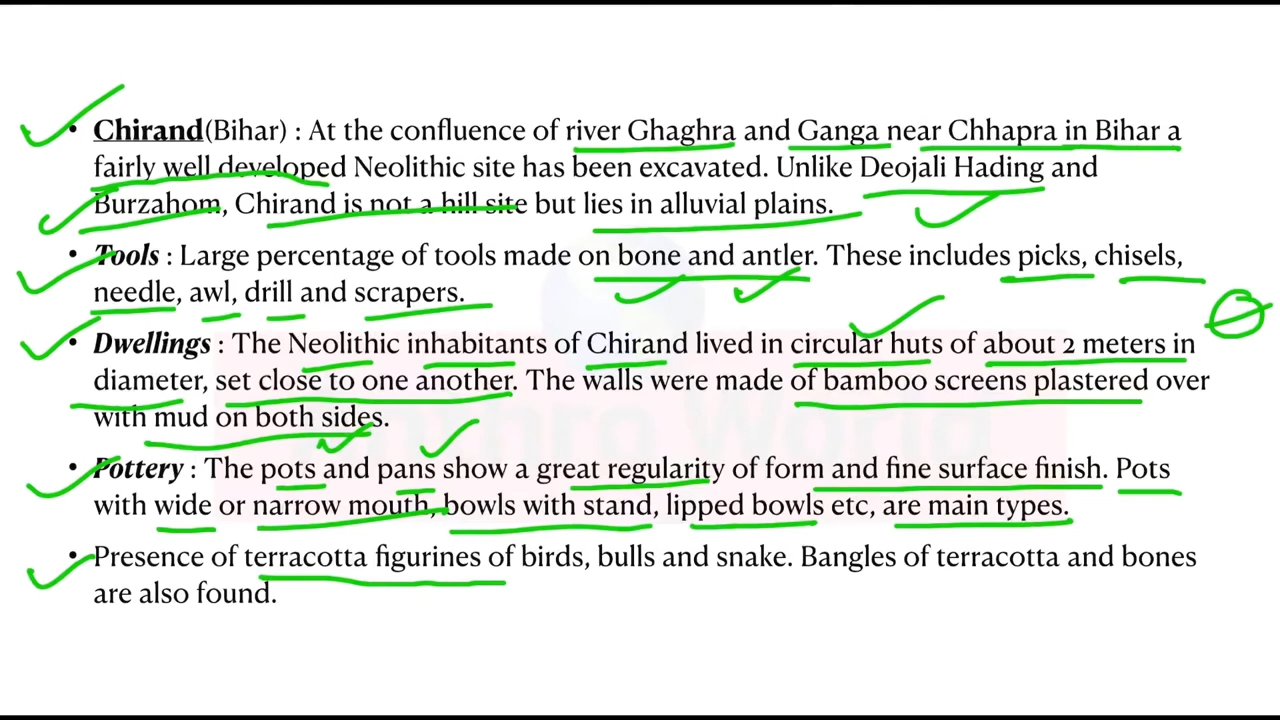 • Chirand(Bihar) : At the confluence of river Ghaghra and Ganga near Chhapra in Bihar a
fairly well developed Neolithic site has been excavated. Unlike Deojali Hading and
Burzahom, Chirand is not a hill site but lies in alluvial plains.
• Tools : Large percentage of tools made on bone and antler. These includes picks, chisels,
needle, awl, drill and scrapers.
• Dwellings : The Neolithic inhabitants of Chirand lived in circular huts of about 2 meters in
diameter, set close to one another. The walls were made of bamboo screens plastered over
with mud on both sides.
• Pottery : The pots and pans show a great regularity of form and fine surface finish. Pots
with wide or narrow mouth, bowls with stand, lipped bowls etc, are main types.
• Presence of terracotta figurines of birds, bulls and snake. Bangles of terracotta and bones
are also found.
Anthro World